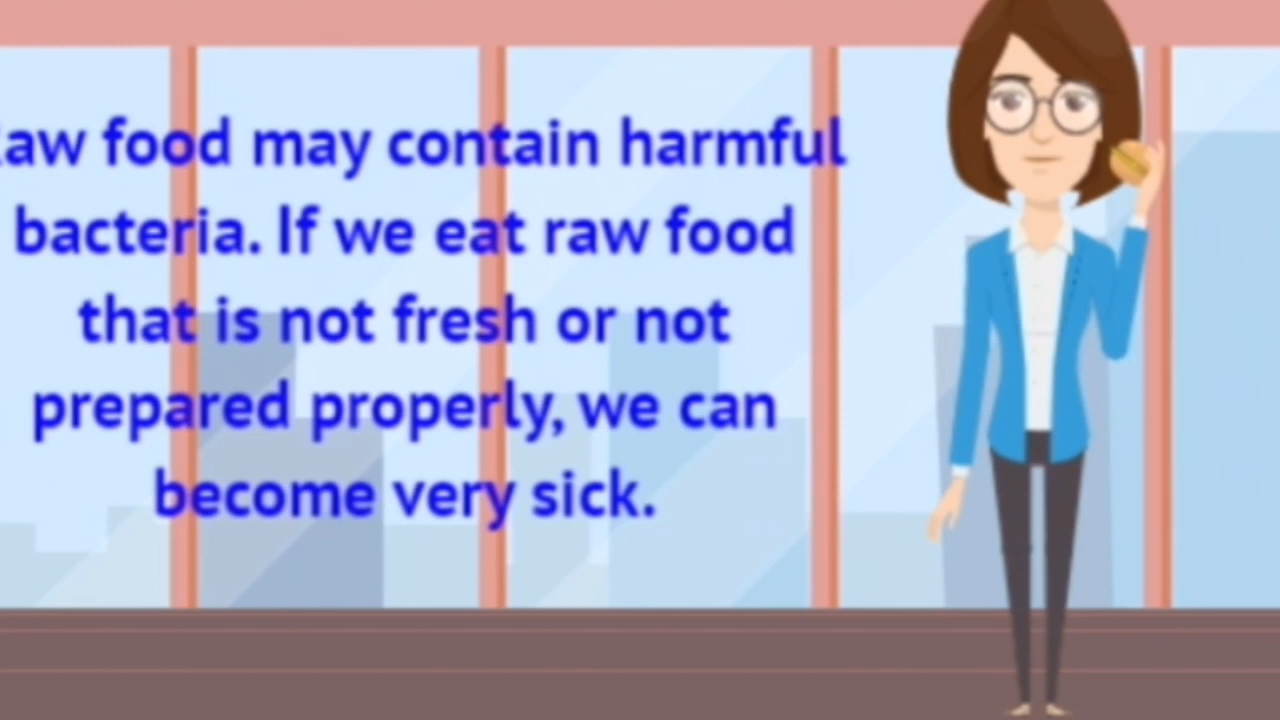 Raw food may contain harmful
bacteria. If we eat raw food
that is not fresh or not
prepared properly, we can
become very sick.